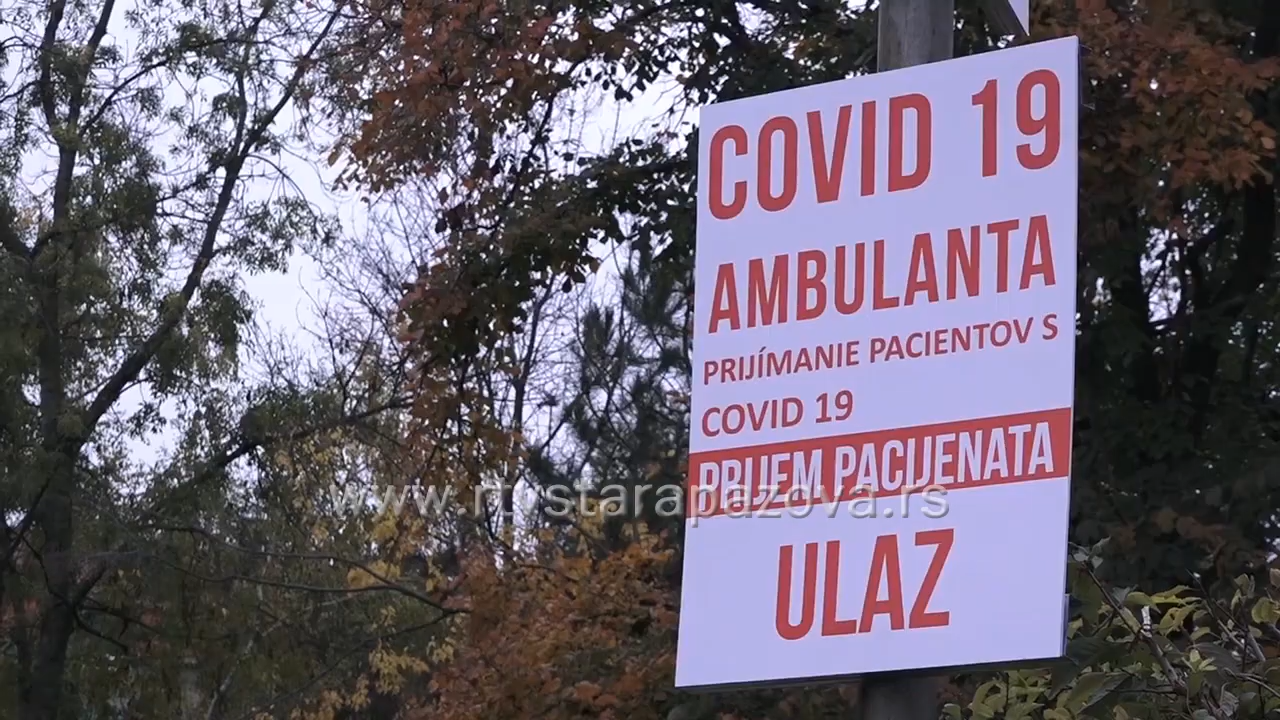 COVID 19
AMBULANTA
PRIJÍMANIE PACIENTOV S
COVID 19
PRIJEM PACIJENATA
www.rtvstarapazova.rs
ULAZ